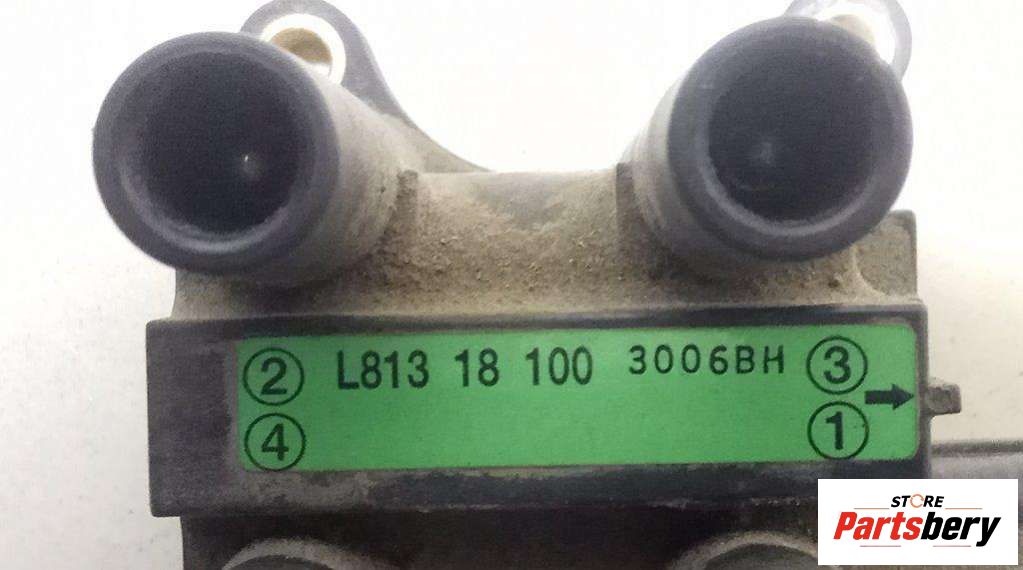 ② L813 18 100 3006BH ③
④ ➡ ①
STORE
Partsbery